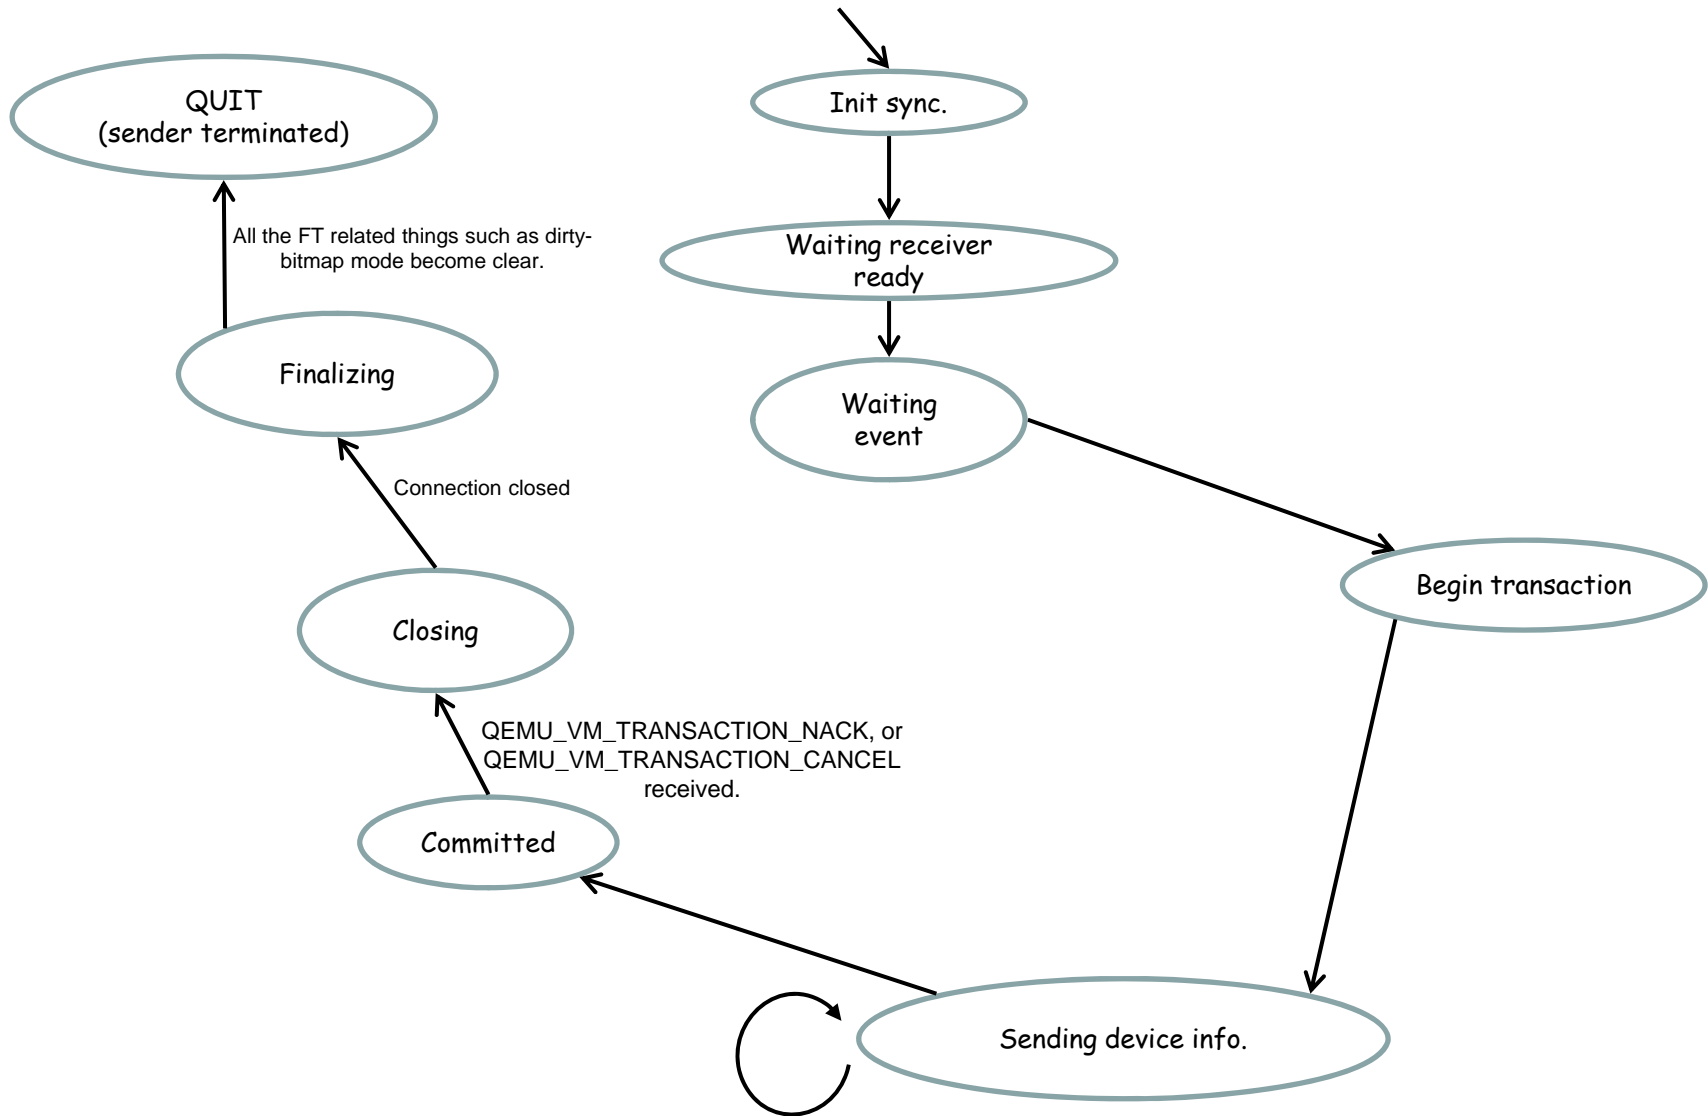 QUIT
(sender terminated)
Init sync.
All the FT related things such as dirty-
bitmap mode become clear.
Waiting receiver
ready
Finalizing
Waiting
event
Connection closed
Begin transaction
Closing
QEMU_VM_TRANSACTION_NACK, or
QEMU_VM_TRANSACTION_CANCEL
received.
Committed
Sending device info.